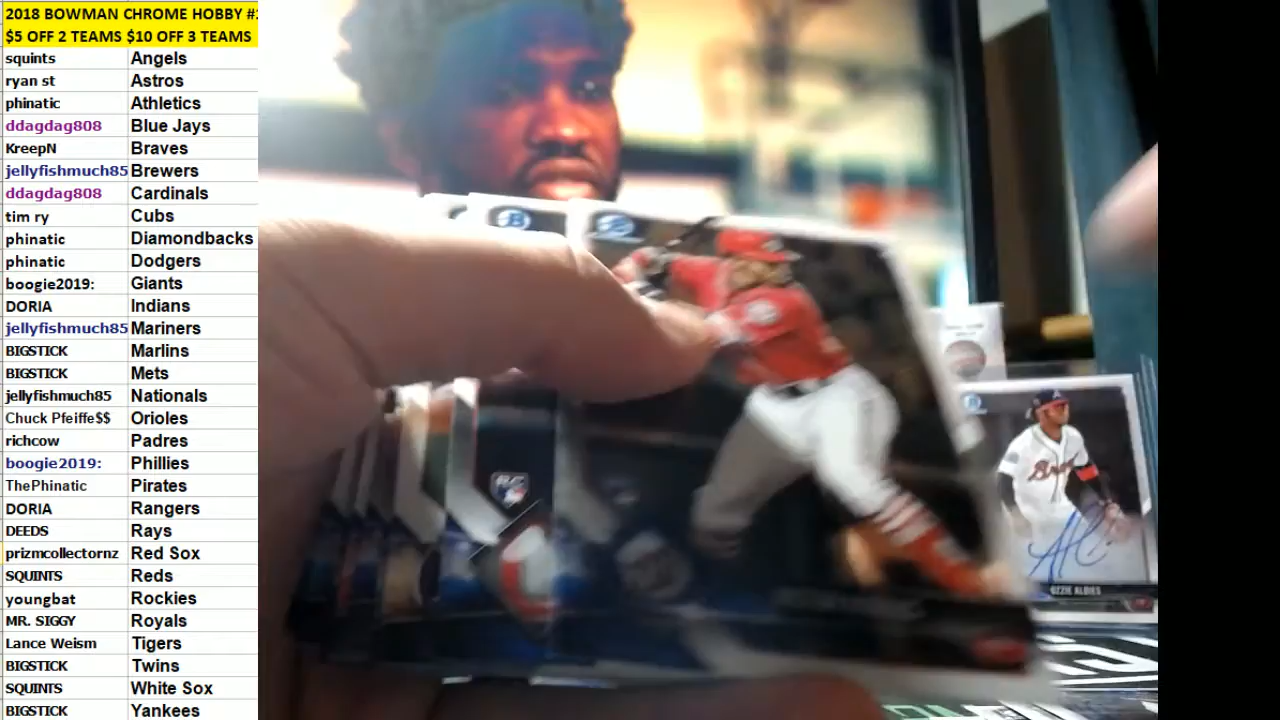 2018 BOWMAN CHROME HOBBY #
$5 OFF 2 TEAMS $10 OFF 3 TEAMS
squints Angels
ryan st Astros
phinatic Athletics
ddagdag808 Blue Jays
KreepN Braves
jellyfishmuch85 Brewers
ddagdag808 Cardinals
tim ry Cubs
phinatic Diamondbacks
phinatic Dodgers
boogie2019: Giants
DORIA Indians
jellyfishmuch85 Mariners
BIGSTICK Marlins
BIGSTICK Mets
jellyfishmuch85 Nationals
Chuck Pfeiffe$$ Orioles
richcow Padres
boogie2019: Phillies
ThePhinatic Pirates
DORIA Rangers
DEEDS Rays
prizmcollectornz Red Sox
SQUINTS Reds
youngbat Rockies
MR. SIGGY Royals
Lance Weism Tigers
BIGSTICK Twins
SQUINTS White Sox
BIGSTICK Yankees
B
Braves
OZZIE ALBIES